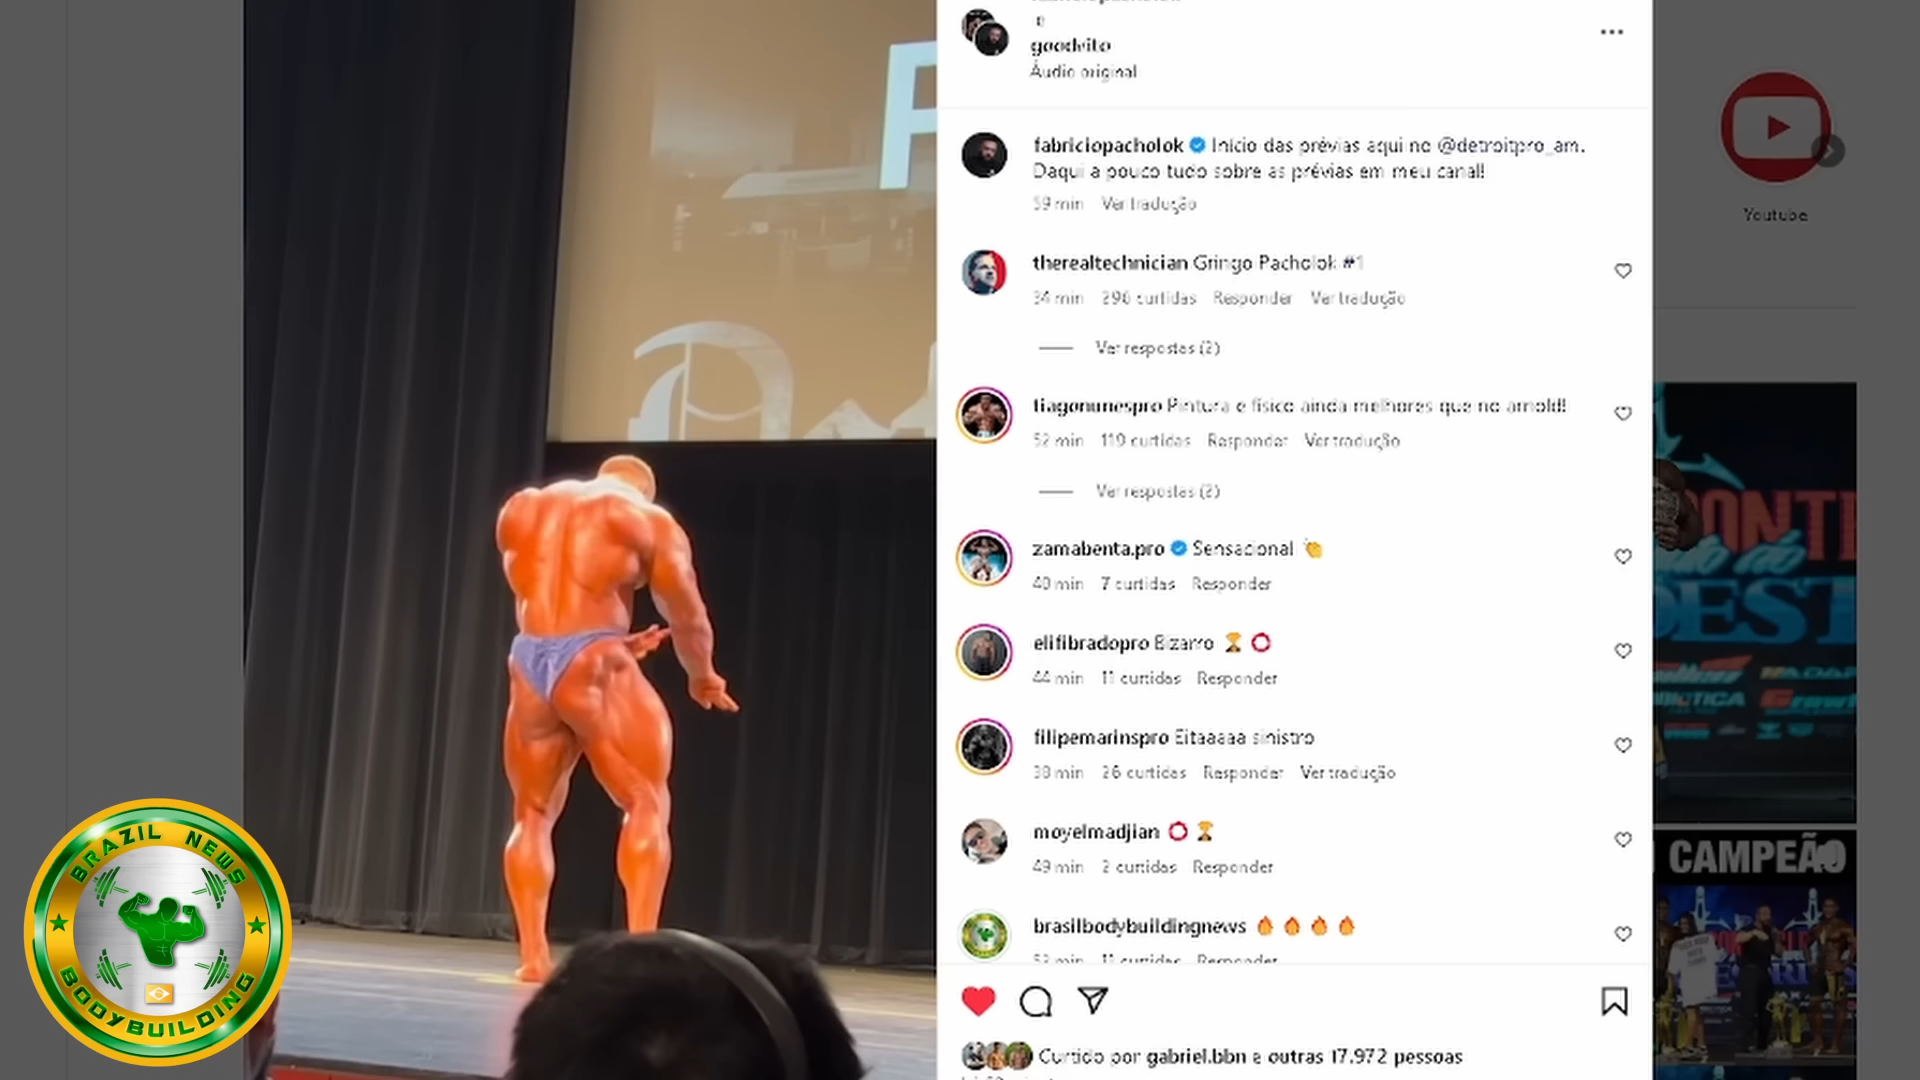 e
goodvito
Áudio original
fabriciopacholok Início das prévias aqui no @detroitpro_am.
Daqui a pouco tudo sobre as prévias em meu canal!
59 min Ver tradução
therealtechnician Gringo Pacholok #1
34 min 296 curtidas Responder Ver tradução
Ver respostas (2)
tiagonunespro Pintura e físico ainda melhores que no arnold!
52 min 119 curtidas Responder Ver tradução
Ver respostas (2)
zamabenta.pro Sensacional 👏
40 min 7 curtidas Responder
elifibradopro Bizarro ⏳ ⭕
44 min 11 curtidas Responder
filipemarinspro Eitaaaaa sinistro
38 min 26 curtidas Responder Ver tradução
moyelmadjian ⭕ ⏳
49 min 2 curtidas Responder
brasilbodybuildingnews 🔥 🔥 🔥 🔥
11 curtidas Responder
Curtido por gabriel.bbn e outras 17.972 pessoas
Youtube
CAMPEÃO
BRAZIL NEWS
BODYBUILDING